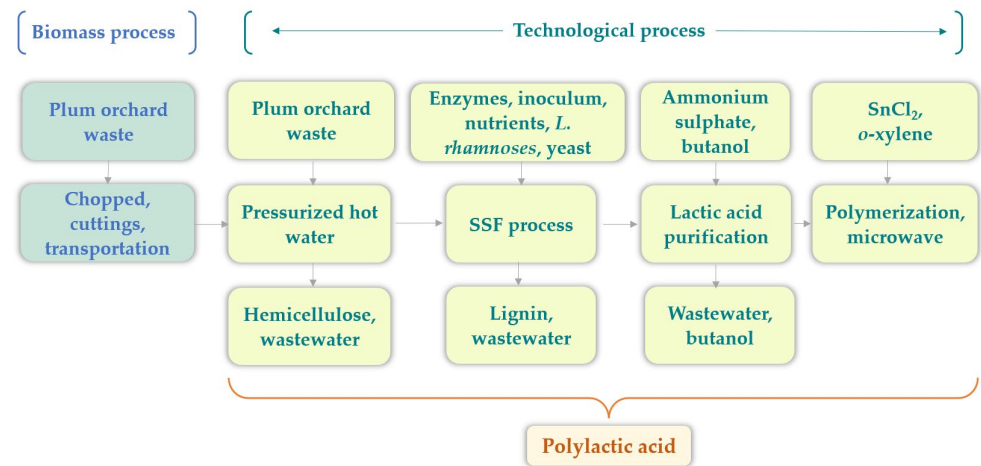 Biomass process
Technological process
Plum orchard
waste
Plum orchard
waste
Enzymes, inoculum,
nutrients, L.
rhamnoses, yeast
Ammonium
sulphate,
butanol
SnCl₂,
o-xylene
Chopped,
cuttings,
transportation
Pressurized hot
water
SSF process
Lactic acid
purification
Polymerization,
microwave
Hemicellulose,
wastewater
Lignin,
wastewater
Wastewater,
butanol
Polylactic acid